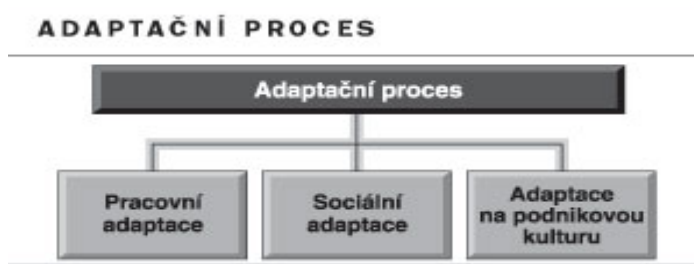 ADAPTAČNÍ PROCES
Adaptační proces
Pracovní
adaptace
Sociální
adaptace
Adaptace
na podnikovou
kulturu